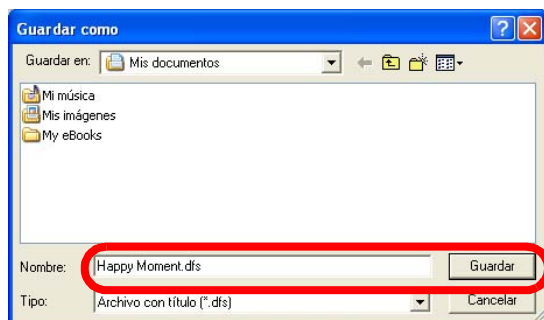 Guardar como
Guardar en: Mis documentos
Mi música
Mis imágenes
My eBooks
Nombre: Happy Moment.dfs Guardar
Tipo: Archivo con título (*.dfs) Cancelar